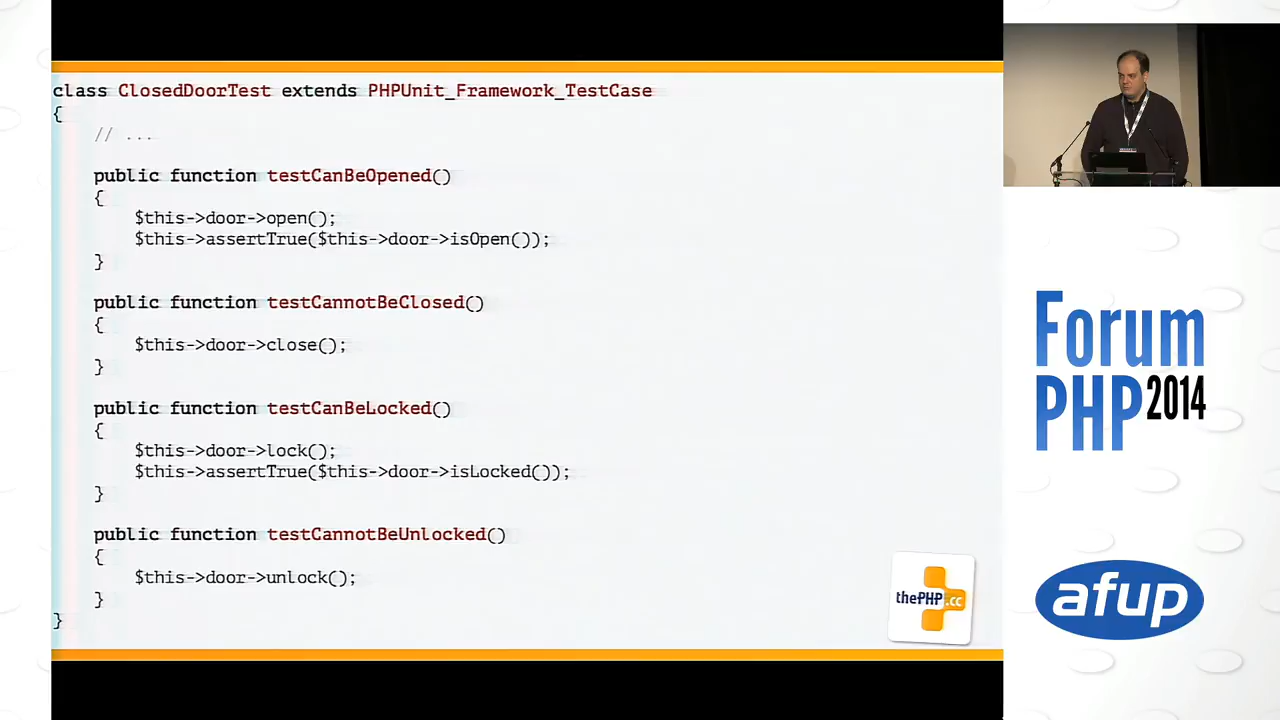 class ClosedDoorTest extends PHPUnit_Framework_TestCase
{
    // ...
    public function testCanBeOpened()
    {
        $this->door->open();
        $this->assertTrue($this->door->isOpen());
    }
    public function testCannotBeClosed()
    {
        $this->door->close();
    }
    public function testCanBeLocked()
    {
        $this->door->lock();
        $this->assertTrue($this->door->isLocked());
    }
    public function testCannotBeUnlocked()
    {
        $this->door->unlock();
    }
}
thePHP.cc
Forum
PHP 2014
afup